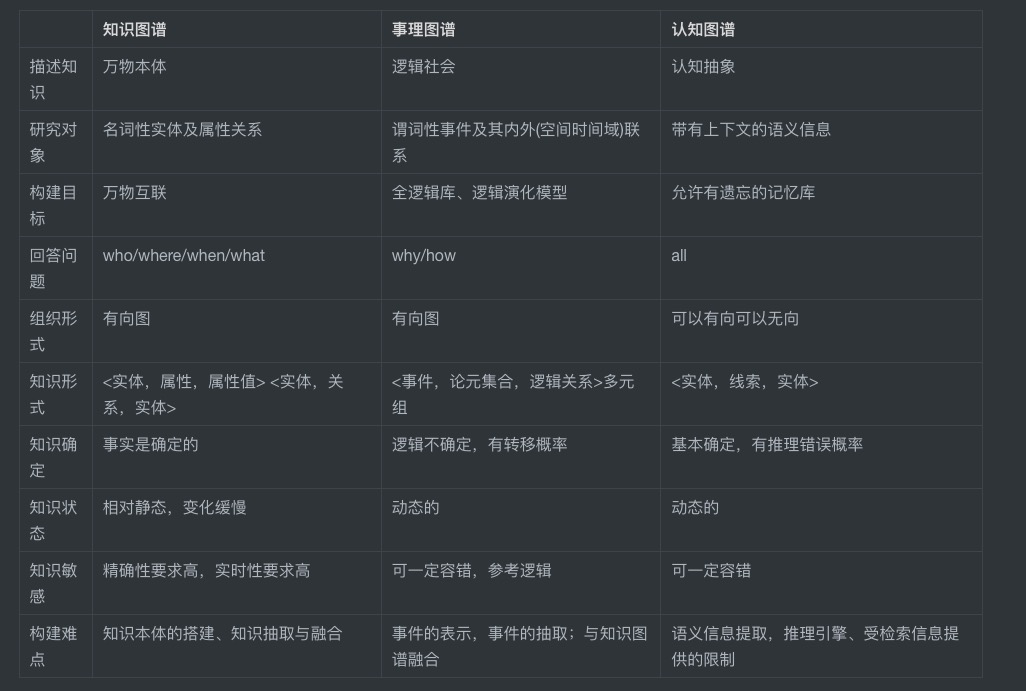 知识图谱 事理图谱 认知图谱
描述知 万物本体 逻辑社会 认知抽象
识
研究对 名词性实体及属性关系 谓词性事件及其内外(空间时间域)联 带有上下文的语义信息
象 系
构建目 万物互联 全逻辑库、逻辑演化模型 允许有遗忘的记忆库
标
回答问 who/where/when/what why/how all
题
组织形 有向图 有向图 可以有向可以无向
式
知识形 <实体，属性，属性值> <实体，关 <事件，论元集合，逻辑关系>多元 <实体，线索，实体>
式 系，实体> 组
知识确 事实是确定的 逻辑不确定，有转移概率 基本确定，有推理错误概率
定
知识状 相对静态，变化缓慢 动态的 动态的
态
知识敏 精确性要求高，实时性要求高 可一定容错，参考逻辑 可一定容错
感
构建难 知识本体的搭建、知识抽取与融合 事件的表示，事件的抽取；与知识图 语义信息提取，推理引擎、受检索信息提
点 谱融合 供的限制